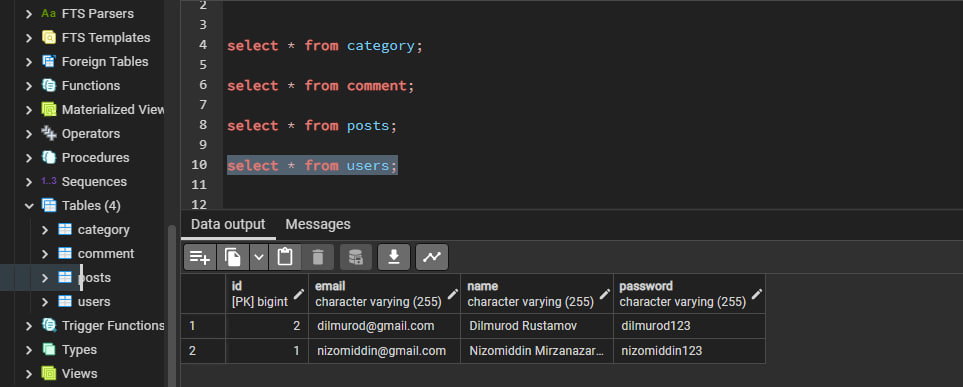 Aa FTS Parsers
FTS Templates
Foreign Tables
Functions
Materialized View
Operators
Procedures
1..3 Sequences
Tables (4)
category
comment
posts
users
Trigger Functions
Types
Views
2
3
4 select * from category;
5
6 select * from comment;
7
8 select * from posts;
9
10 select * from users;
11
12
Data output Messages
id email name password
[PK] bigint character varying (255) character varying (255) character varying (255)
1 2 dilmurod@gmail.com Dilmurod Rustamov dilmurod123
2 1 nizomiddin@gmail.com Nizomiddin Mirzanazar... nizomiddin123